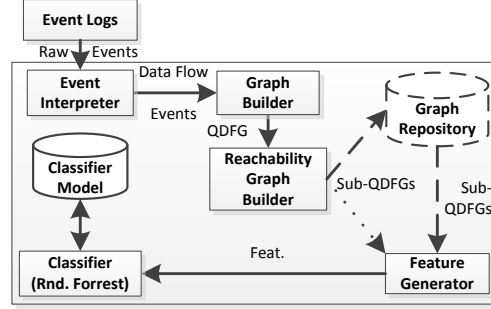 Event Logs
Raw Events
Event
Interpreter
Data Flow
Events
Graph
Builder
QDFG
Reachability
Graph
Builder
Graph
Repository
Sub-QDFGs
Sub-
QDFGs
Classifier
Model
Classifier
(Rnd. Forrest)
Feat.
Feature
Generator